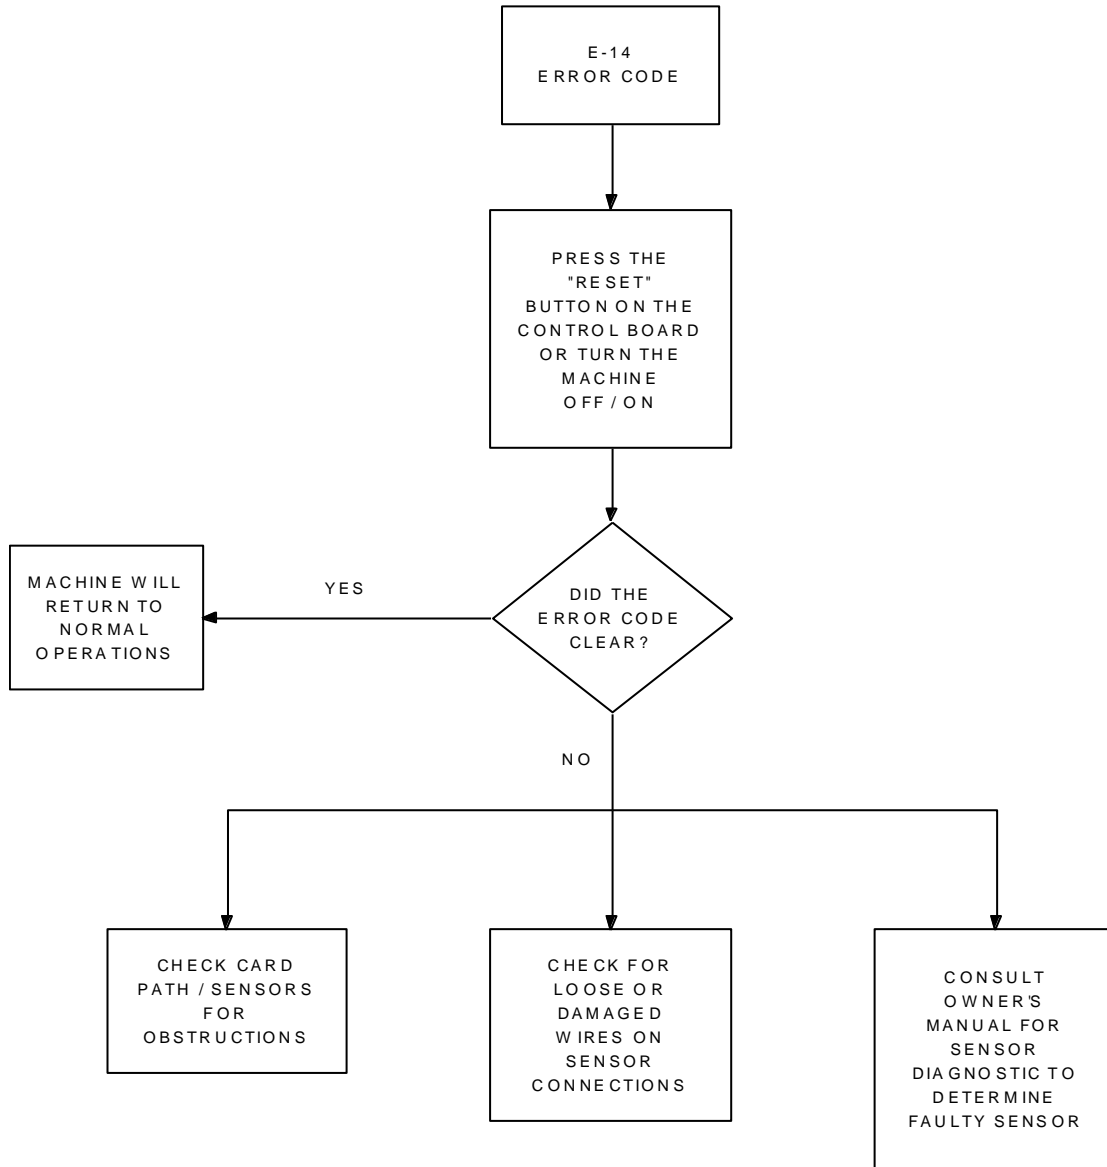 E-14
ERROR CODE
PRESS THE
"RESET"
BUTTON ON THE
CONTROL BOARD
OR TURN THE
MACHINE
OFF / ON
MACHINE WILL
RETURN TO
NORMAL
OPERATIONS
YES
DID THE
ERROR CODE
CLEAR?
NO
CHECK CARD
PATH / SENSORS
FOR
OBSTRUCTIONS
CHECK FOR
LOOSE OR
DAMAGED
WIRES ON
SENSOR
CONNECTIONS
CONSULT
OWNER'S
MANUAL FOR
SENSOR
DIAGNOSTIC TO
DETERMINE
FAULTY SENSOR